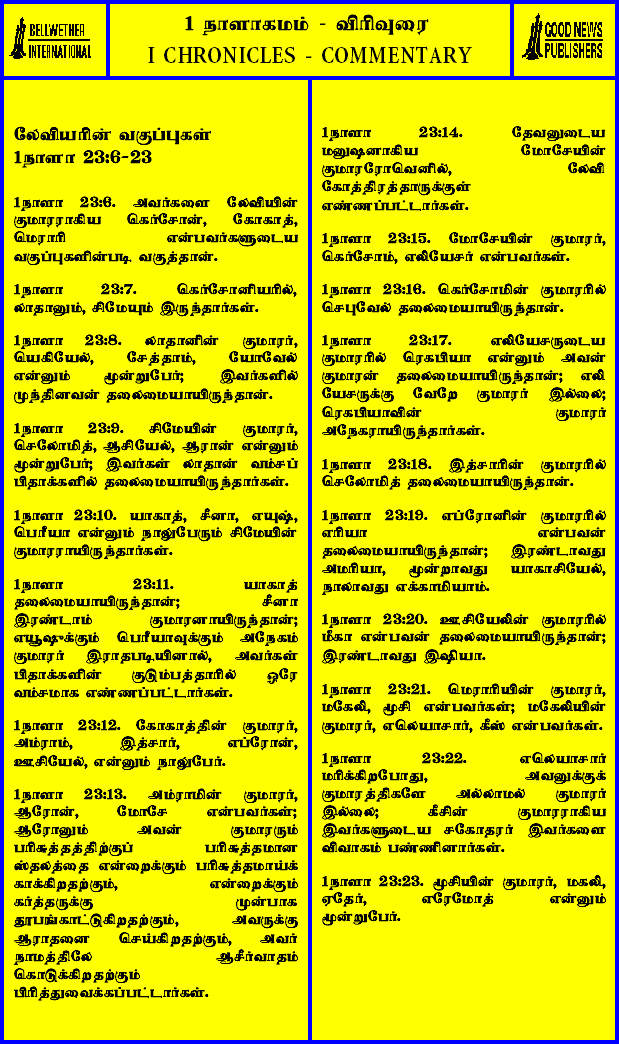 BELLWETHER
INTERNATIONAL
1 நாளாகமம் - விரிவுரை
I CHRONICLES - COMMENTARY
GOOD NEWS
PUBLISHERS
லேவியரின் வகுப்புகள்
1நாளா 23:6-23
1நாளா 23:6. அவர்களை லேவியின்
குமாரராகிய கெர்சோன், கோகாத்,
மெராரி என்பவர்களுடைய
வகுப்புகளின்படி வகுத்தான்.
1நாளா 23:7. கெர்சோனியரில்,
லாதானும், சிமேயும் இருந்தார்கள்.
1நாளா 23:8. லாதானின் குமாரர்,
யெகியேல், சேத்தாம், யோவேல்
என்னும் மூன்றுபேர்; இவர்களில்
முந்தினவன் தலைமையாயிருந்தான்.
1நாளா 23:9. சிமேயின் குமாரர்,
செலோமித், ஆசியேல், ஆரான் என்னும்
மூன்றுபேர்; இவர்கள் லாதான் வம்சப்
பிதாக்களில் தலைமையாயிருந்தார்கள்.
1நாளா 23:10. யாகாத், சீனா, எயுஷ்,
பெரீயா என்னும் நாலுபேரும் சிமேயின்
குமாரராயிருந்தார்கள்.
1நாளா 23:11. யாகாத்
தலைமையாயிருந்தான்; சீனா
இரண்டாம் குமாரனாயிருந்தான்;
எயூஷுக்கும் பெரீயாவுக்கும் அநேகம்
குமாரர் இராதபடியினால், அவர்கள்
பிதாக்களின் குடும்பத்தாரில் ஒரே
வம்சமாக எண்ணப்பட்டார்கள்.
1நாளா 23:12. கோகாத்தின் குமாரர்,
அம்ராம், இத்சார், எப்ரோன்,
ஊசியேல், என்னும் நாலுபேர்.
1நாளா 23:13. அம்ராமின் குமாரர்,
ஆரோன், மோசே என்பவர்கள்;
ஆரோனும் அவன் குமாரரும்
பரிசுத்தத்திற்குப் பரிசுத்தமான
ஸ்தலத்தை என்றைக்கும் பரிசுத்தமாய்க்
காக்கிறதற்கும், என்றைக்கும்
கர்த்தருக்கு முன்பாக
தூபங்காட்டுகிறதற்கும், அவருக்கு
ஆராதனை செய்கிறதற்கும், அவர்
நாமத்திலே ஆசீர்வாதம்
கொடுக்கிறதற்கும்
பிரித்துவைக்கப்பட்டார்கள்.
1நாளா 23:14. தேவனுடைய
மனுஷனாகிய மோசேயின்
குமாரரோவெனில், லேவி
கோத்திரத்தாருக்குள்
எண்ணப்பட்டார்கள்.
1நாளா 23:15. மோசேயின் குமாரர்,
கெர்சோம், எலியேசர் என்பவர்கள்.
1நாளா 23:16. கெர்சோமின் குமாரரில்
செபுவேல் தலைமையாயிருந்தான்.
1நாளா 23:17. எலியேசருடைய
குமாரரில் ரெகபியா என்னும் அவன்
குமாரன் தலைமையாயிருந்தான்; எலி
யேசருக்கு வேறே குமாரர் இல்லை;
ரெகபியாவின் குமாரர்
அநேகராயிருந்தார்கள்.
1நாளா 23:18. இத்சாரின் குமாரரில்
செலோமித் தலைமையாயிருந்தான்.
1நாளா 23:19. எப்ரோனின் குமாரரில்
எரியா என்பவன்
தலைமையாயிருந்தான்; இரண்டாவது
அமரியா, மூன்றாவது யாகாசியேல்,
நாலாவது எக்காமியாம்.
1நாளா 23:20. ஊசியேலின் குமாரரில்
மீகா என்பவன் தலைமையாயிருந்தான்;
இரண்டாவது இஷியா.
1நாளா 23:21. மெராரியின் குமாரர்,
மகேலி, மூசி என்பவர்கள்; மகேலியின்
குமாரர், எலெயாசார், கீஸ் என்பவர்கள்.
1நாளா 23:22. எலெயாசார்
மரிக்கிறபோது, அவனுக்குக்
குமாரத்திகளே அல்லாமல் குமாரர்
இல்லை; கீசின் குமாரராகிய
இவர்களுடைய சகோதரர் இவர்களை
விவாகம் பண்ணினார்கள்.
1நாளா 23:23. மூசியின் குமாரர், மகலி,
ஏதேர், எரேமோத் என்னும்
மூன்றுபேர்.